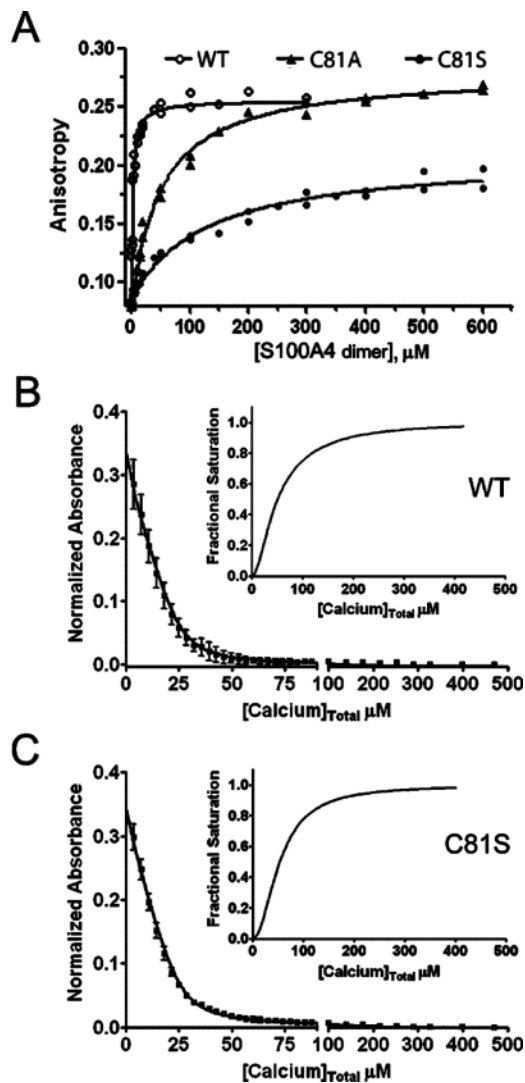 A
WT C81A C81S
0.30
0.25
0.20
0.15
0.10
Anisotropy
0 100 200 300 400 500 600
[S100A4 dimer], μM
B
0.4
0.3
0.2
0.1
0.0
Normalized Absorbance
0 25 50 75 100 200 300 400 500
[Calcium]Total μM
1.0
0.8
0.6
0.4
0.2
0.0
Fractional Saturation
0 100 200 300 400 500
[Calcium]Total μM
WT
C
0.4
0.3
0.2
0.1
0.0
Normalized Absorbance
0 25 50 75 100 200 300 400 500
[Calcium]Total μM
1.0
0.8
0.6
0.4
0.2
0.0
Fractional Saturation
0 100 200 300 400 500
[Calcium]Total μM
C81S